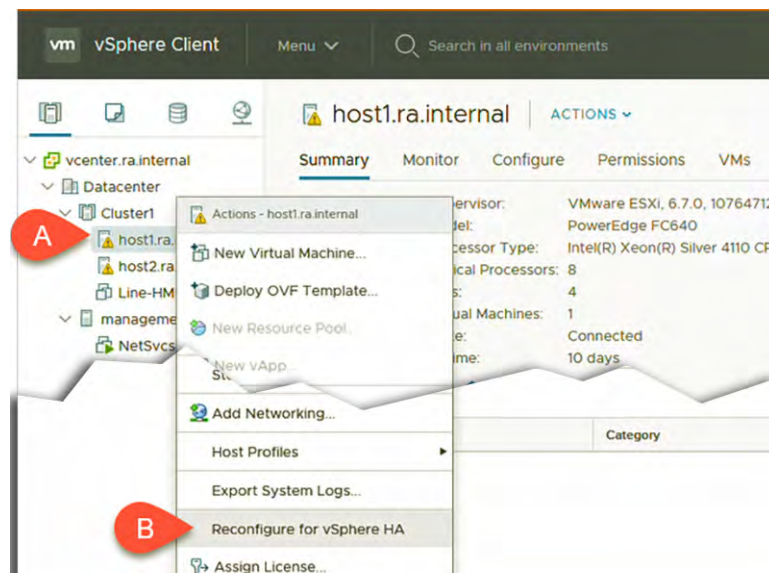 vm vSphere Client Menu Search in all environments
host1.ra.internal ACTIONS
Summary Monitor Configure Permissions VMs
vcenter.ra.internal
Datacenter
Cluster1
host1.ra.
host2.ra
Line-HM
manageme
NetSvcs
A
Actions - host1.ra.internal
New Virtual Machine...
Deploy OVF Template...
New Resource Pool...
New vApp...
Add Networking...
Host Profiles
Export System Logs...
B
Reconfigure for vSphere HA
Assign License...
ervisor: VMware ESXi, 6.7.0, 10764712
del: PowerEdge FC640
cessor Type: Intel(R) Xeon(R) Silver 4110 CP
ical Processors: 8
s: 4
ual Machines: 1
te: Connected
ime: 10 days
Category